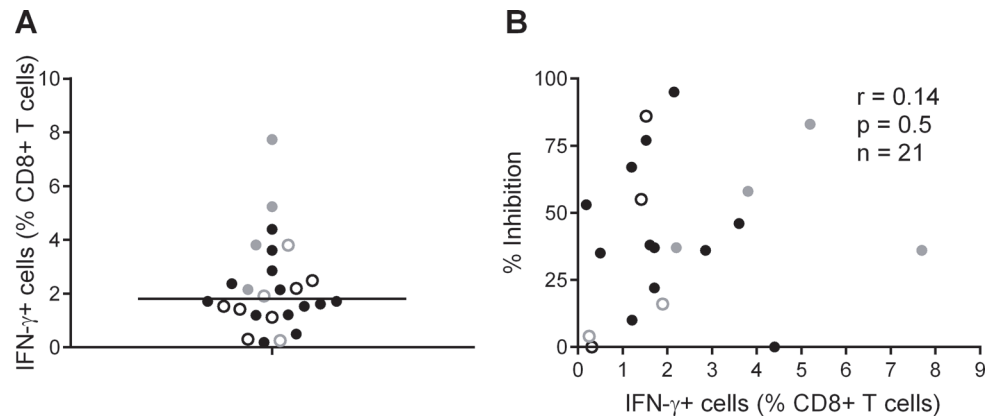 A
IFN-γ+ cells (% CD8+ T cells)
10
8
6
4
2
0
B
% Inhibition
100
75
50
25
0
r = 0.14
p = 0.5
n = 21
0 1 2 3 4 5 6 7 8 9
IFN-γ+ cells (% CD8+ T cells)